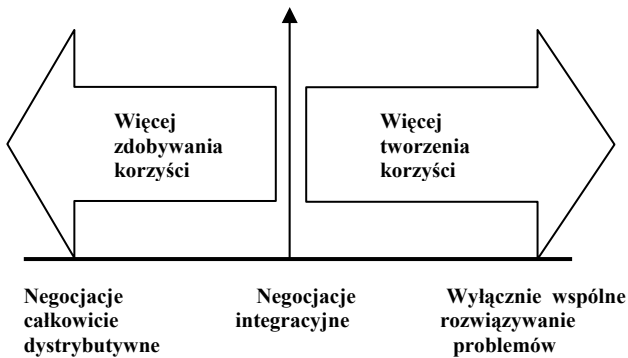 Więcej
zdobywania
korzyści
Więcej
tworzenia
korzyści
Negocjacje
całkowicie
dystrybutywne
Negocjacje
integracyjne
Wyłącznie wspólne
rozwiązywanie
problemów